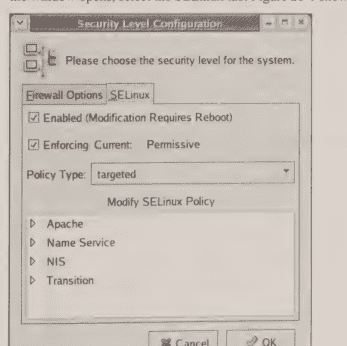 Security Level Configuration
Please choose the security level for the system.
Firewall Options SELinux
Enabled (Modification Requires Reboot)
Enforcing Current: Permissive
Policy Type: targeted
Modify SELinux Policy
Apache
Name Service
NIS
Transition
Cancel OK